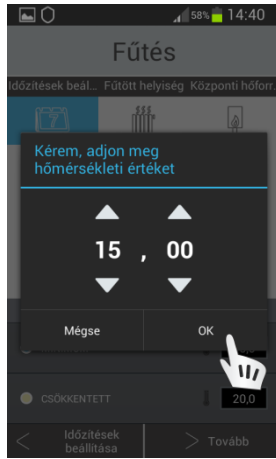 58% 14:40
Fűtés
Időzítések beál... Fűtött helyiség Központi hőforr.
7
Kérem, adjon meg
hőmérsékleti értéket
15 , 00
Mégse OK
CSÖKKENTETT 20,0
< Időzítések
beállítása
> Tovább